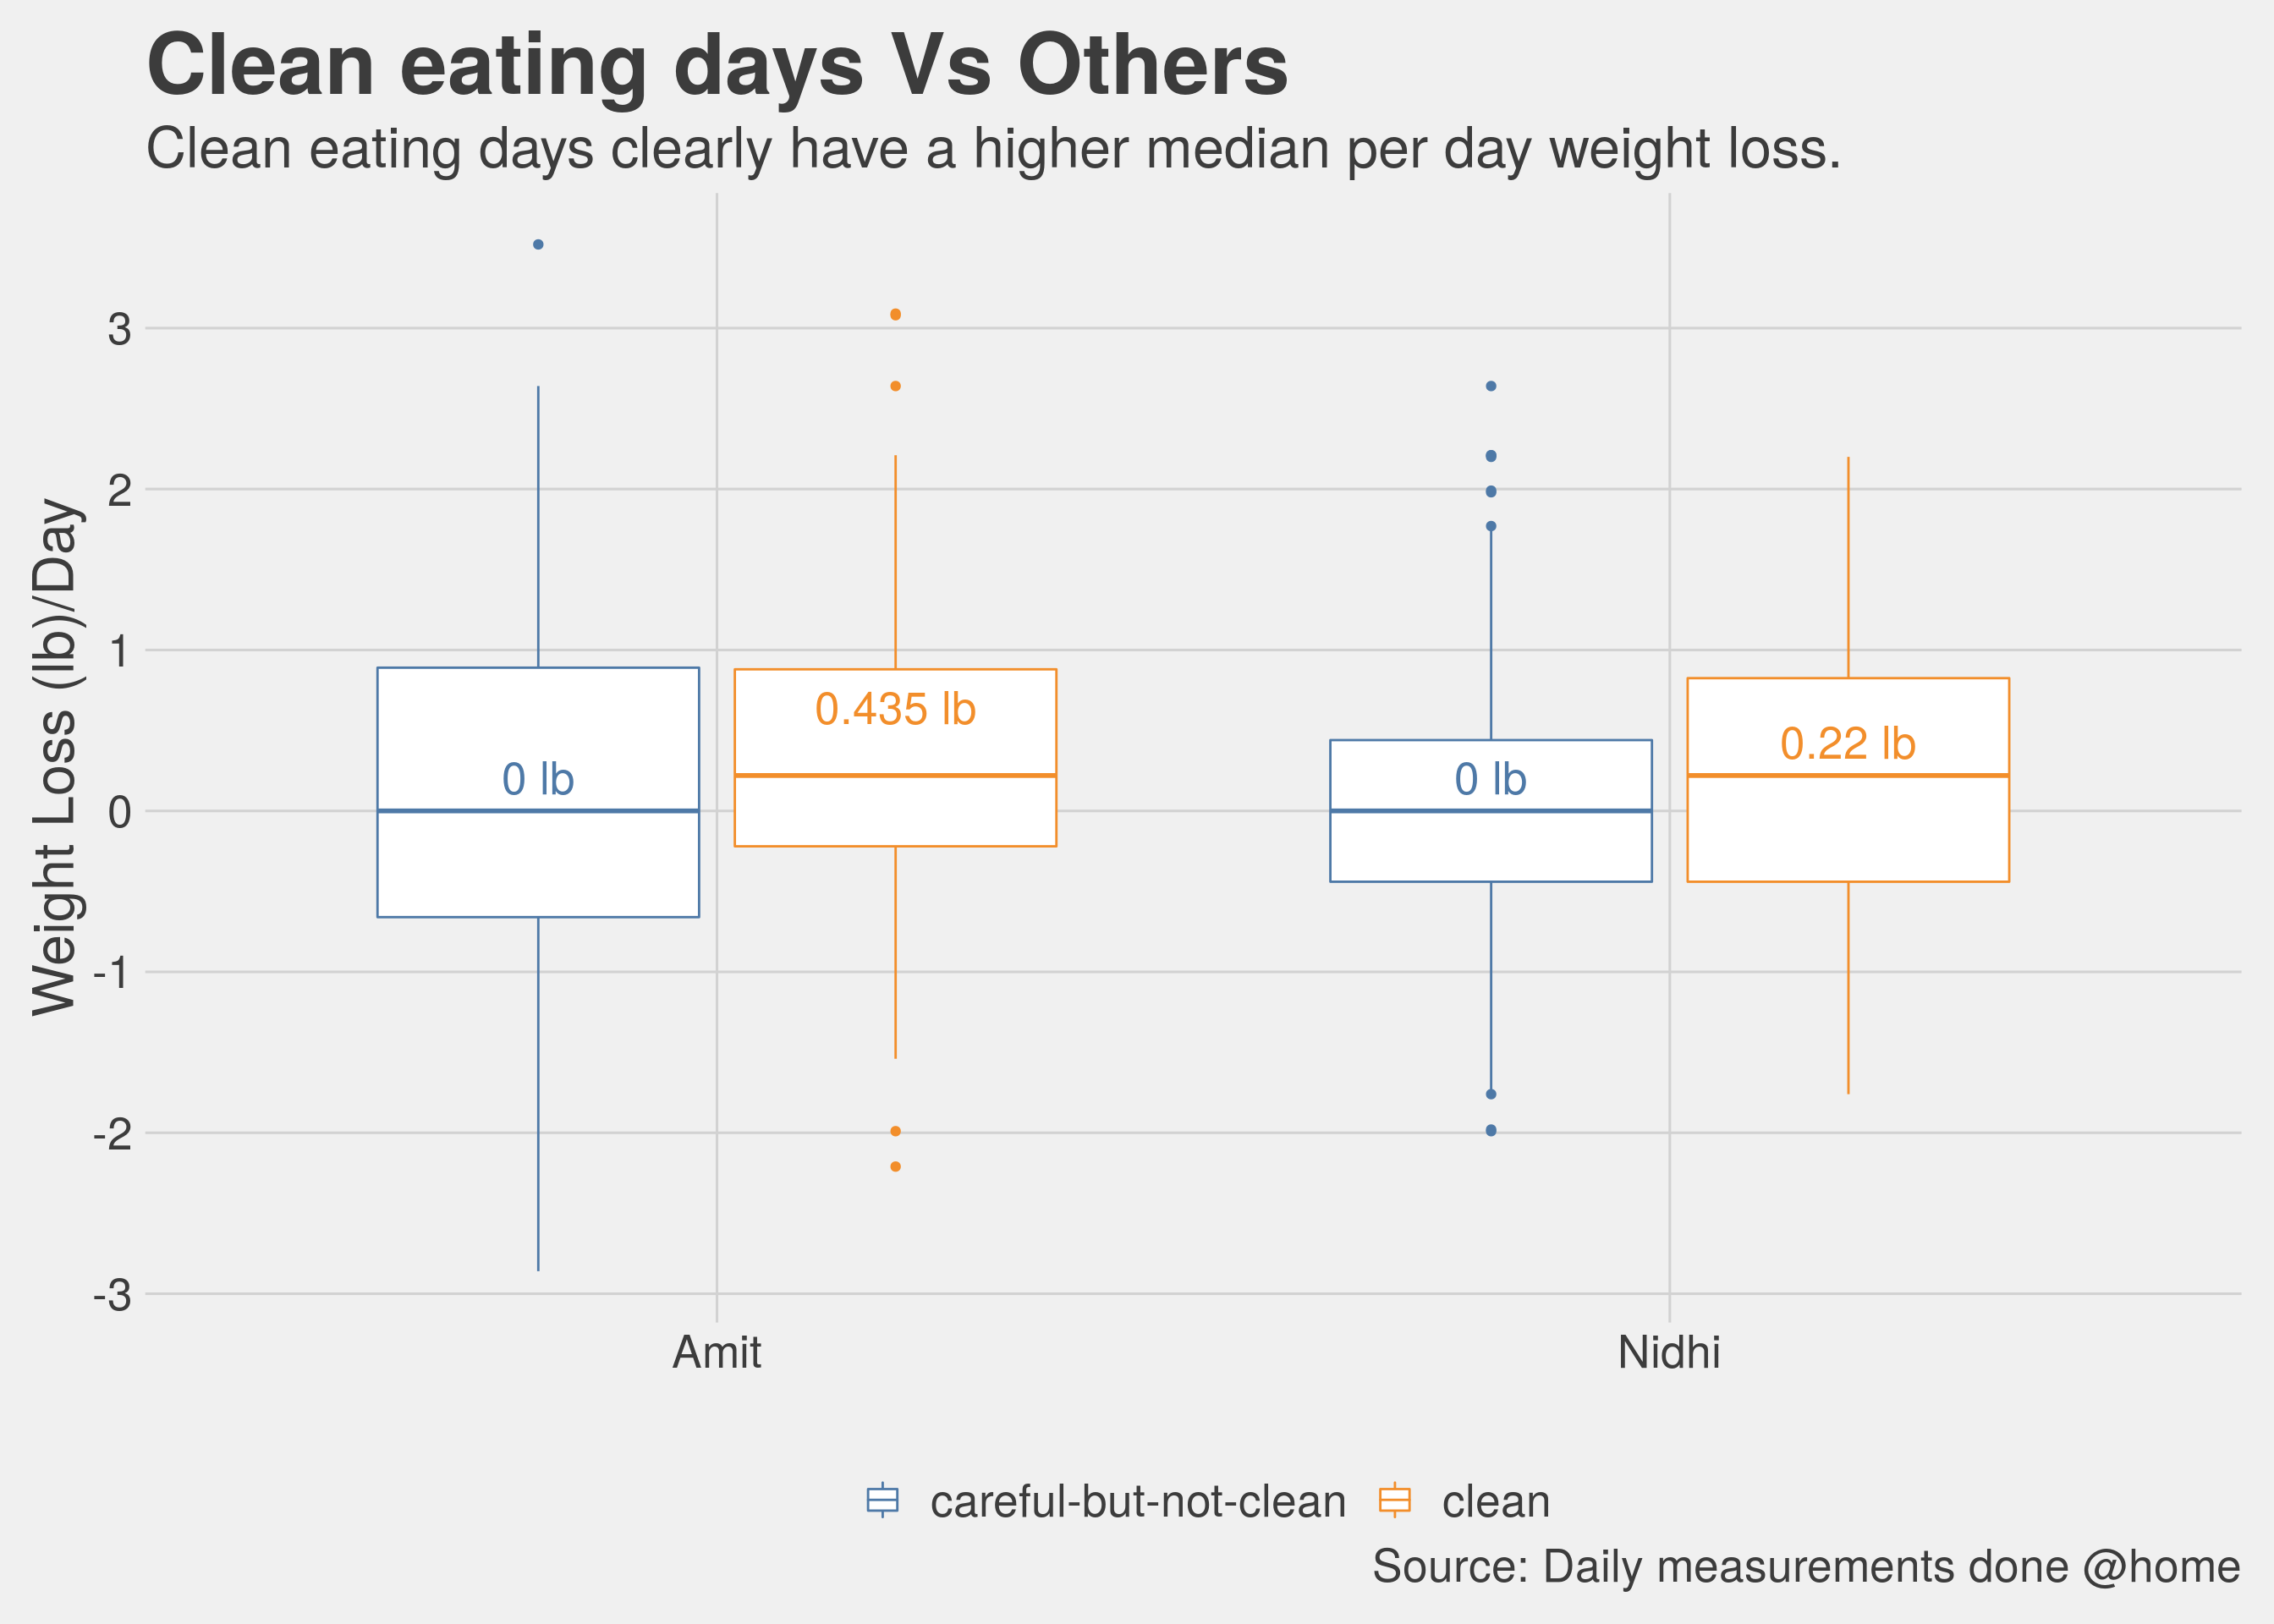 Clean eating days Vs Others
Clean eating days clearly have a higher median per day weight loss.
Weight Loss (lb)/Day
3
2
1
0
-1
-2
-3
0 lb
0.435 lb
0 lb
0.22 lb
Amit
Nidhi
careful-but-not-clean
clean
Source: Daily measurements done @home